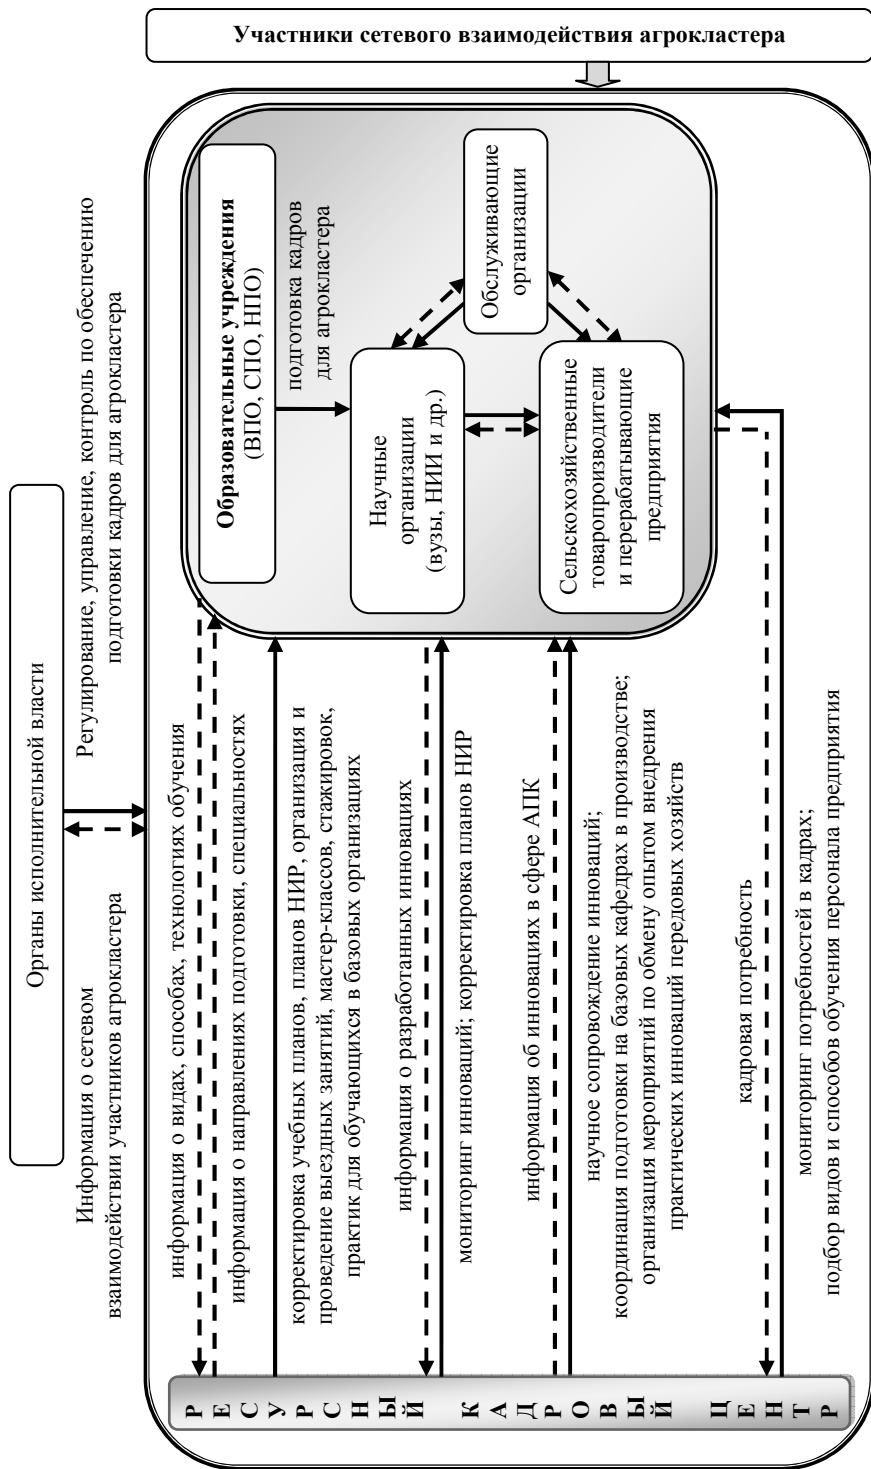 Органы исполнительной власти
Информация о сетевом
взаимодействии участников агрокластера
Регулирование, управление, контроль по обеспечению
подготовки кадров для агрокластера
Участники сетевого взаимодействия агрокластера
РЕСУРСНЫЙ КАДРОВЫЙ ЦЕНТР
информация о видах, способах, технологиях обучения
информация о направлениях подготовки, специальностях
корректировка учебных планов, планов НИР, организация и
проведение выездных занятий, мастер-классов, стажировок,
практик для обучающихся в базовых организациях
информация о разработанных инновациях
мониторинг инноваций; корректировка планов НИР
информация об инновациях в сфере АПК
научное сопровождение инноваций;
координация подготовки на базовых кафедрах в производстве;
организация мероприятий по обмену опытом внедрения
практических инноваций передовых хозяйств
кадровая потребность
мониторинг потребностей в кадрах;
подбор видов и способов обучения персонала предприятия
Образовательные учреждения
(ВПО, СПО, НПО)
подготовка кадров
для агрокластера
Научные
организации
(вузы, НИИ и др.)
Обслуживающие
организации
Сельскохозяйственные
товаропроизводители
и перерабатывающие
предприятия